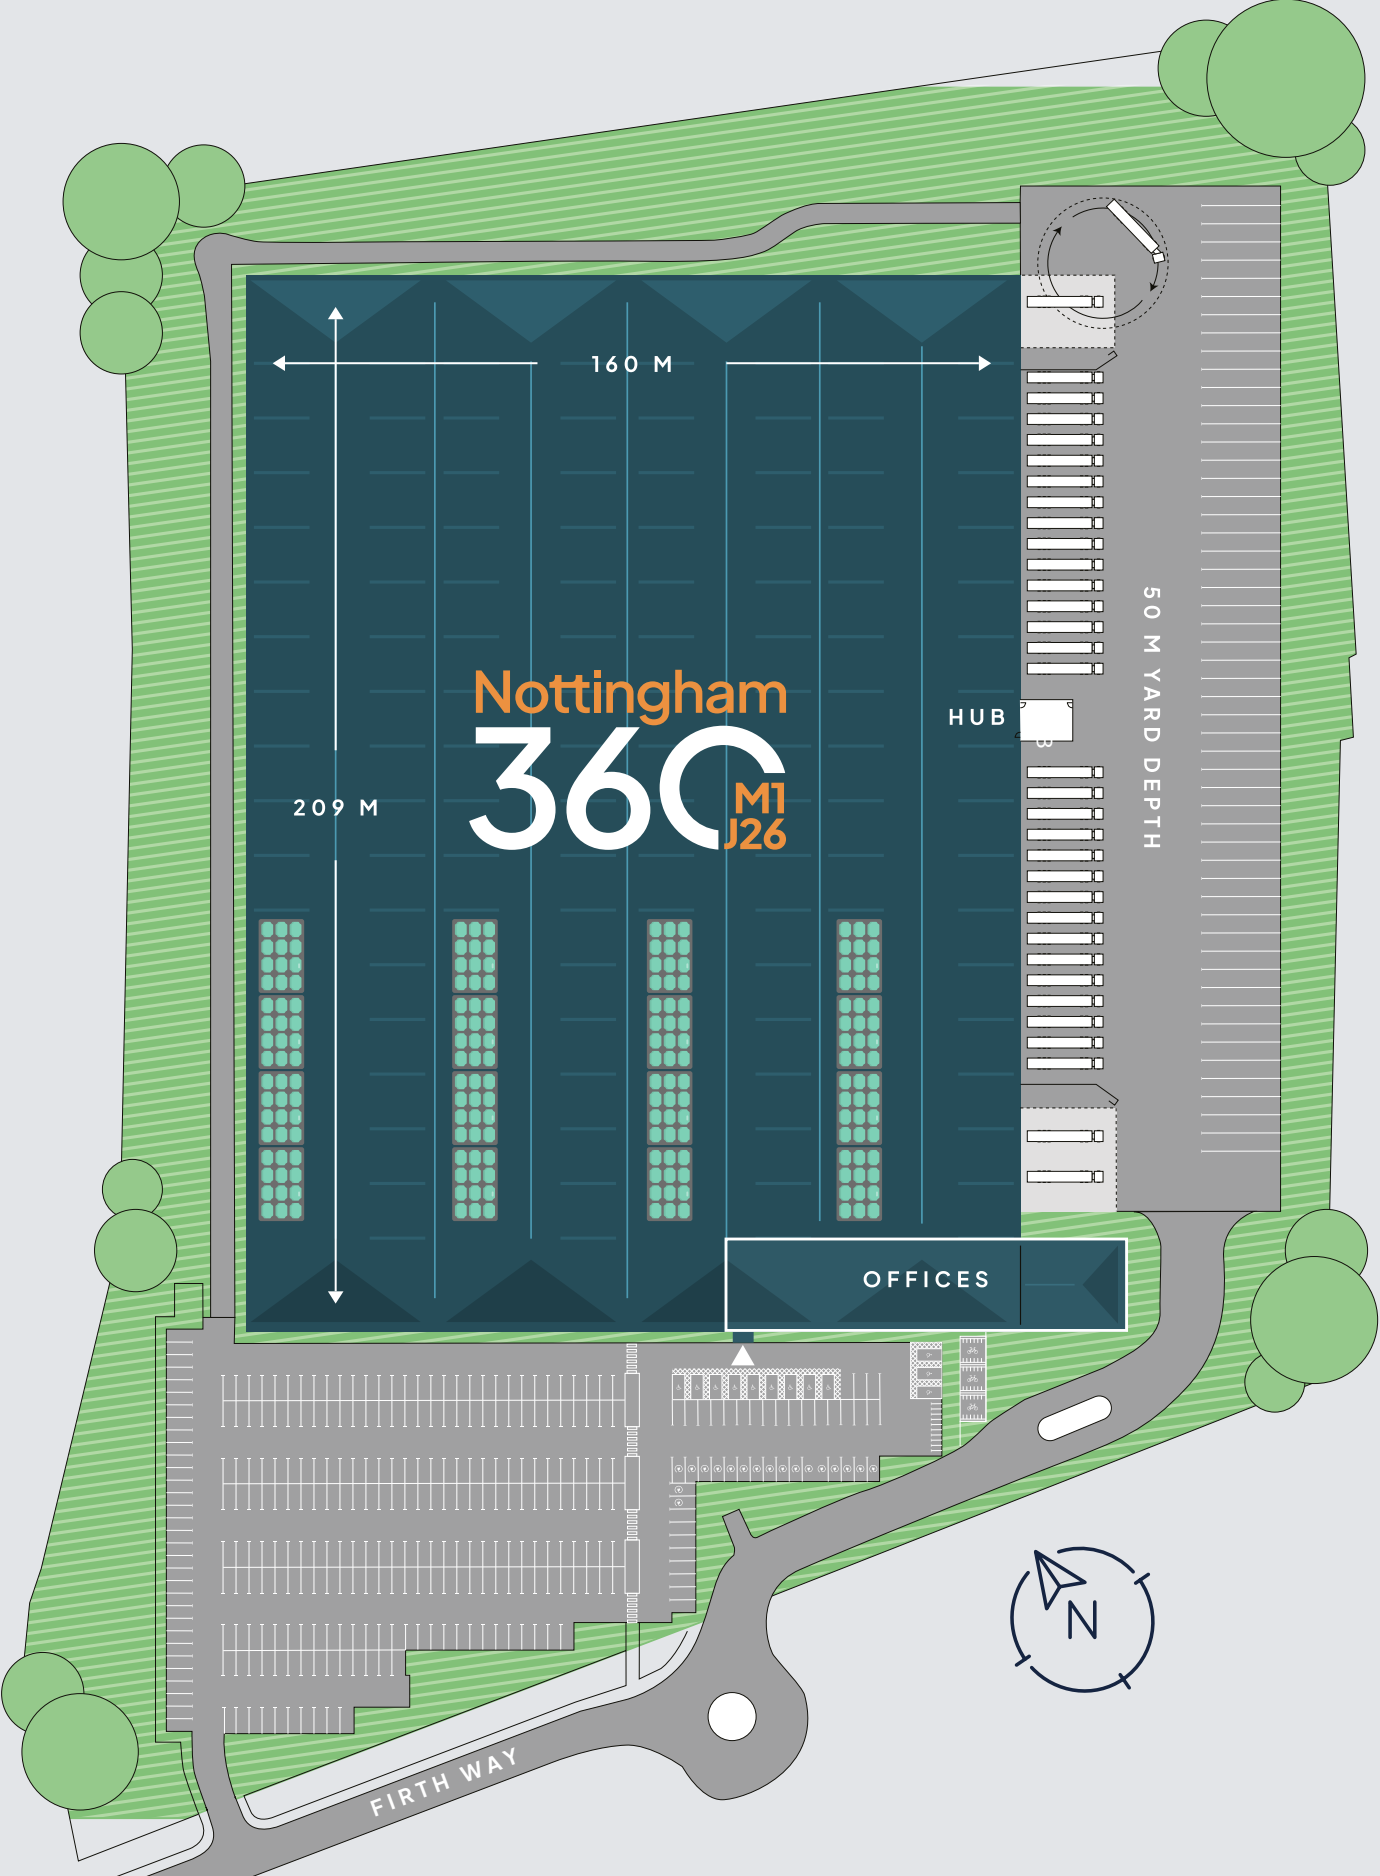 160 M
Nottingham
360
M1
J26
HUB
B
209 M
50 M YARD DEPTH
OFFICES
N
FIRTH WAY